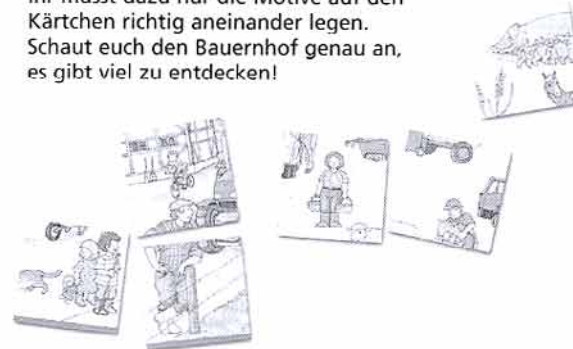 Ihr müsst dazu nur die Motive auf den
Kärtchen richtig aneinander legen.
Schaut euch den Bauernhof genau an,
es gibt viel zu entdecken!